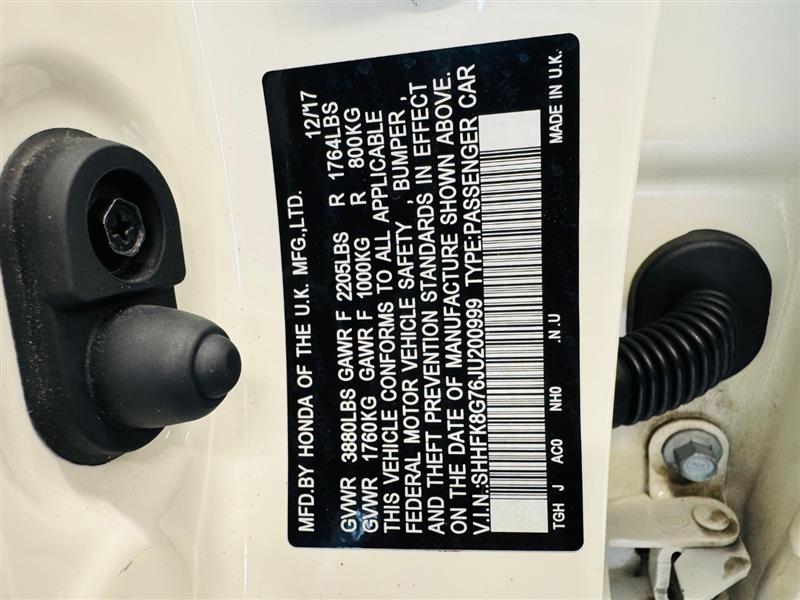 MFD.BY HONDA OF THE U.K. MFG.,LTD. 12/17
GVWR 3880LBS GAWR F 2205LBS R 1764LBS
GVWR 1760KG GAWR F 1000KG R 800KG
THIS VEHICLE CONFORMS TO ALL APPLICABLE
FEDERAL MOTOR VEHICLE SAFETY , BUMPER ,
AND THEFT PREVENTION STANDARDS IN EFFECT
ON THE DATE OF MANUFACTURE SHOWN ABOVE.
V.I.N.:SHHFK8G76JU200999 TYPE:PASSENGER CAR
TGH J AC0 NH0 .N.U MADE IN U.K.